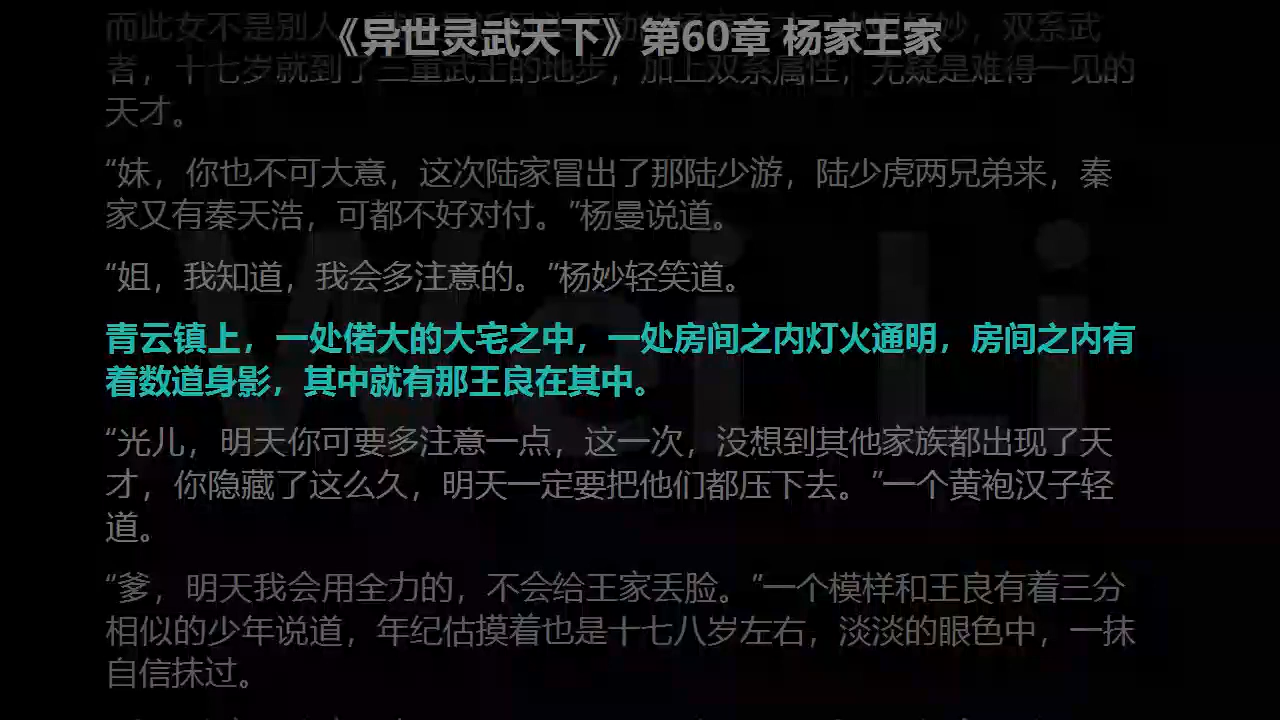 《异世灵武天下》第60章 杨家王家
而此女不是别人
双系武
者，十七岁就到了二重武士的地步，加上双系属性，无疑是难得一见的
天才。
“妹，你也不可大意，这次陆家冒出了那陆少游，陆少虎两兄弟来，秦
家又有秦天浩，可都不好对付。”杨曼说道。
“姐，我知道，我会多注意的。”杨妙轻笑道。
青云镇上，一处偌大的大宅之中，一处房间之内灯火通明，房间之内有
着数道身影，其中就有那王良在其中。
“光儿，明天你可要多注意一点，这一次，没想到其他家族都出现了天
才，你隐藏了这么久，明天一定要把他们都压下去。”一个黄袍汉子轻
道。
“爹，明天我会用全力的，不会给王家丢脸。”一个模样和王良有着三分
相似的少年说道，年纪估摸着也是十七八岁左右，淡淡的眼色中，一抹
自信抹过。
Wei Li